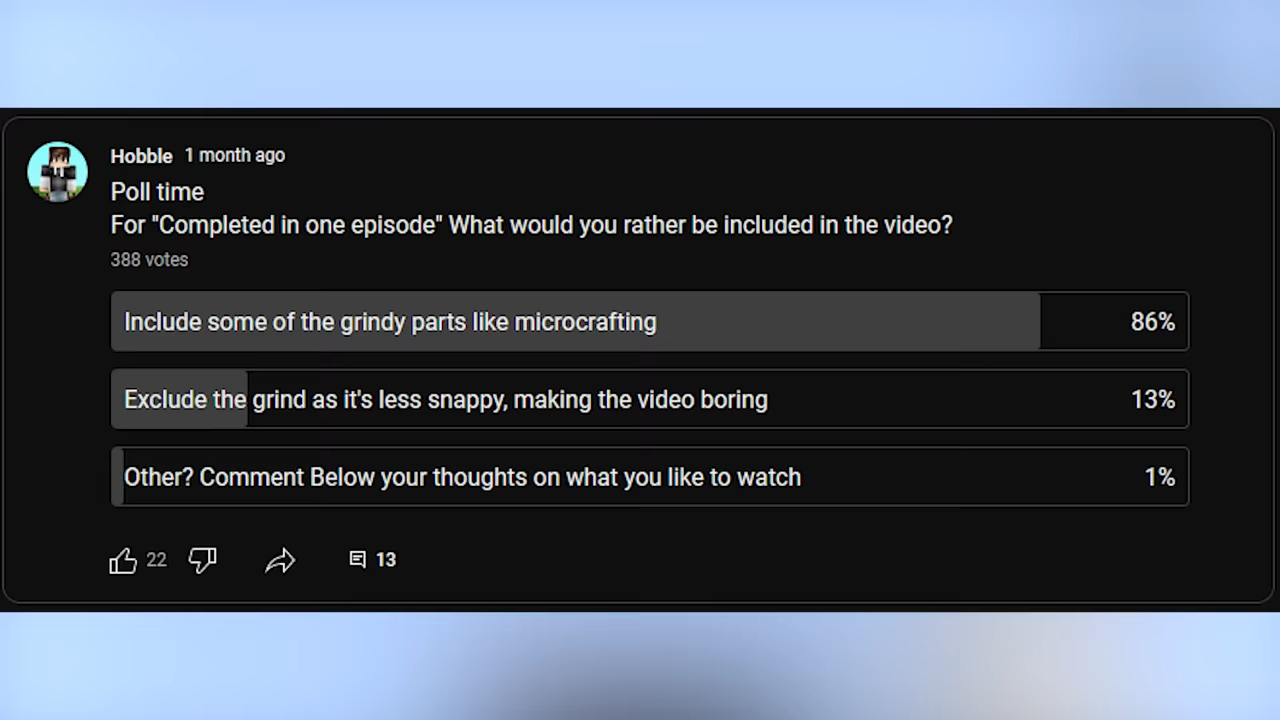 Hobble 1 month ago
Poll time
For "Completed in one episode" What would you rather be included in the video?
388 votes
Include some of the grindy parts like microcrafting 86%
Exclude the grind as it's less snappy, making the video boring 13%
Other? Comment Below your thoughts on what you like to watch 1%
22 13